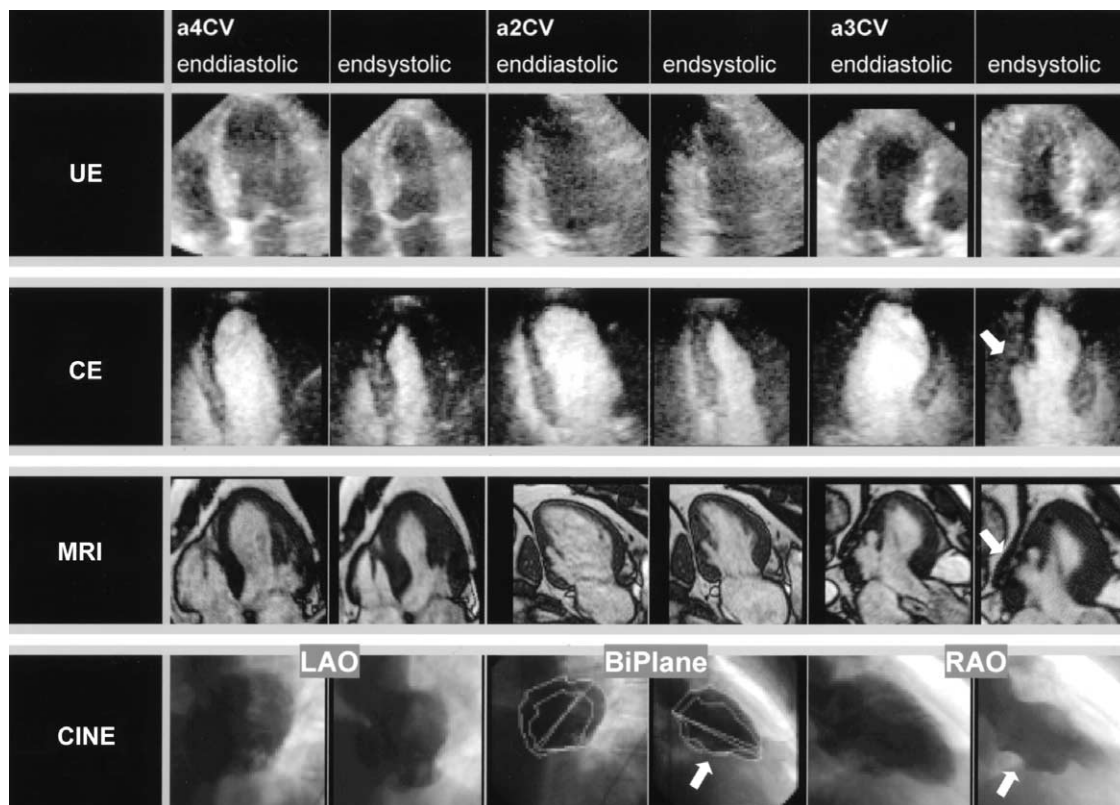 a4CV a2CV a3CV
enddiastolic endsystolic enddiastolic endsystolic enddiastolic endsystolic
UE
CE
MRI
LAO BiPlane RAO
CINE